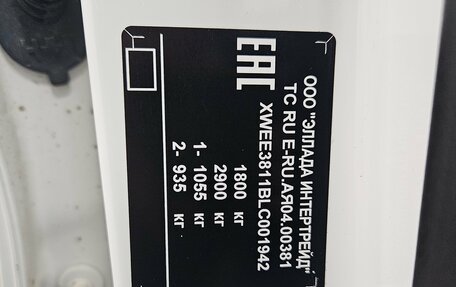 ООО "ЭЛЛАДА ИНТЕРТРЕЙД"
ТС RU Е-RU.АЯ04.00381
XWEE3811BLC001942
1800 кг
2900 кг
1- 1055 кг
2- 935 кг
ЕАС